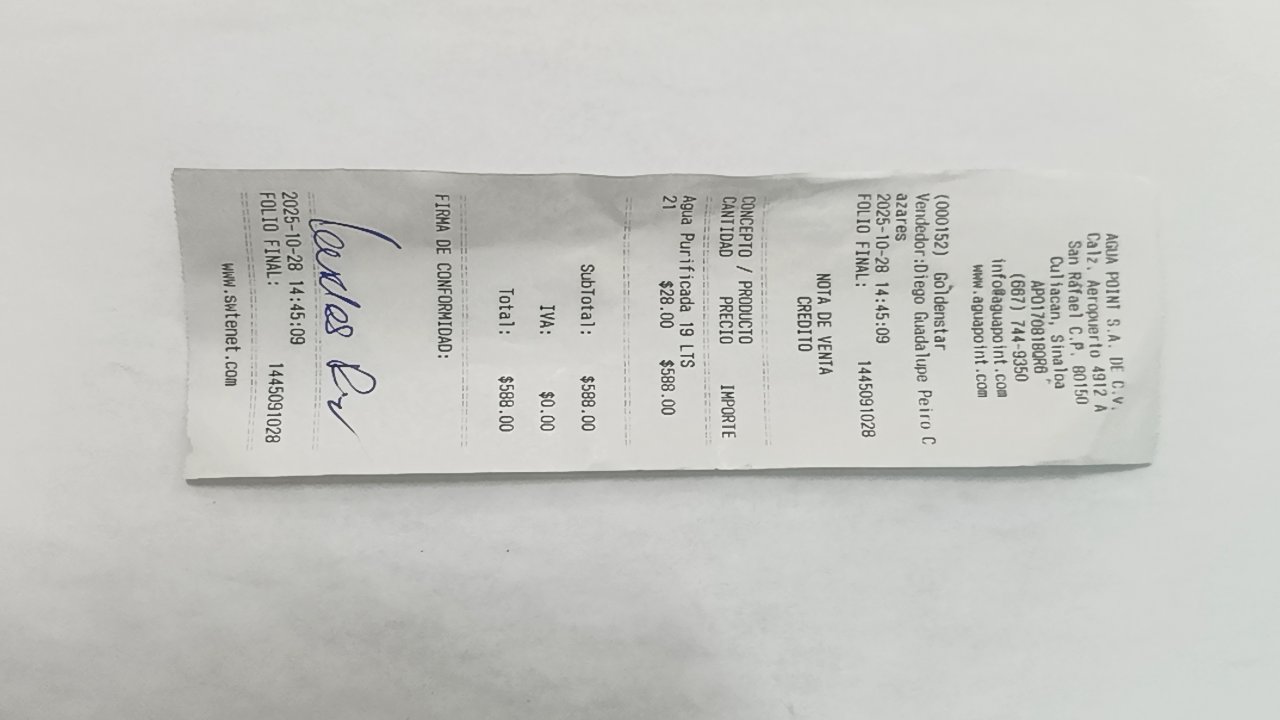 AGUA POINT S.A. DE C.V.
Calz. Aeropuerto 4912 A
San Rafael C.P. 80150
Culiacan, Sinaloa
APO1708180R6
(667) 744-9350
info@aguapoint.com
www.aguapoint.com
(000152) Goldenstar
Vendedor:Diego Guadalupe Peiro C
azares
2025-10-28 14:45:09
FOLIO FINAL: 1445091028
NOTA DE VENTA
CREDITO
CONCEPTO / PRODUCTO
CANTIDAD PRECIO IMPORTE
Agua Purificada 19 LTS
21 $28.00 $588.00
SubTotal: $588.00
IVA: $0.00
Total: $588.00
FIRMA DE CONFORMIDAD:
2025-10-28 14:45:09
FOLIO FINAL: 1445091028
www.swtenet.com